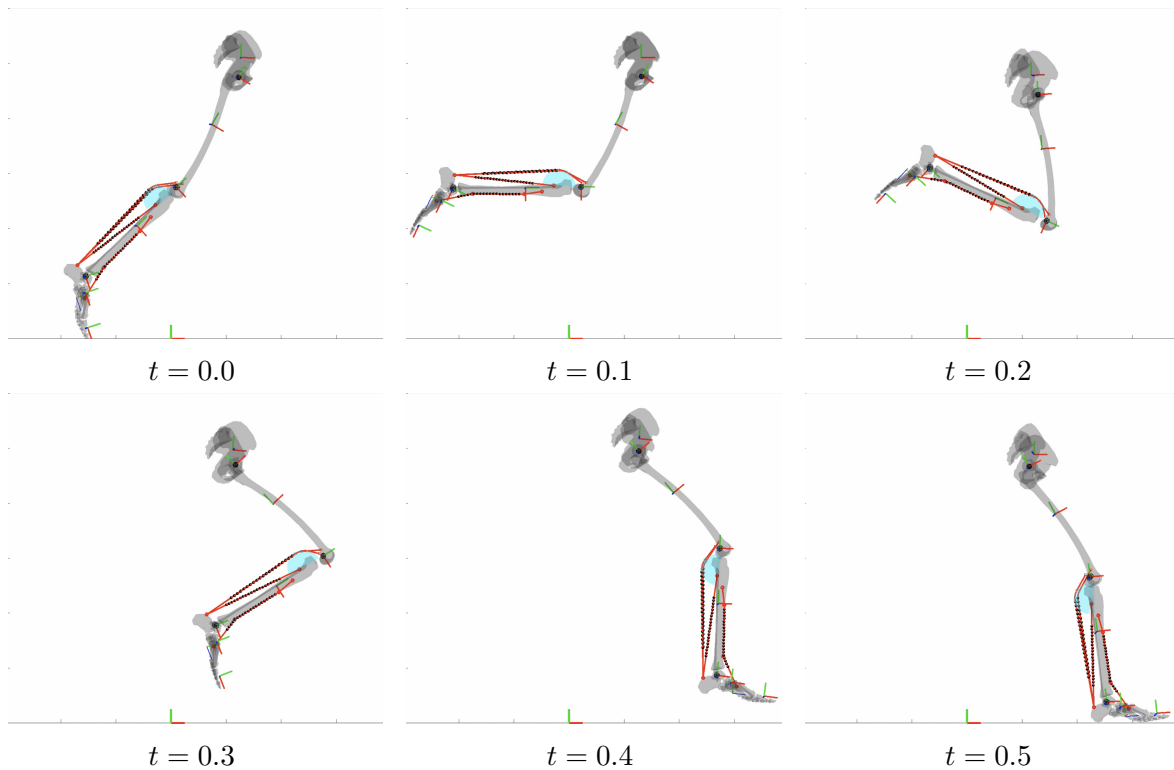 t = 0.0
t = 0.1
t = 0.2
t = 0.3
t = 0.4
t = 0.5